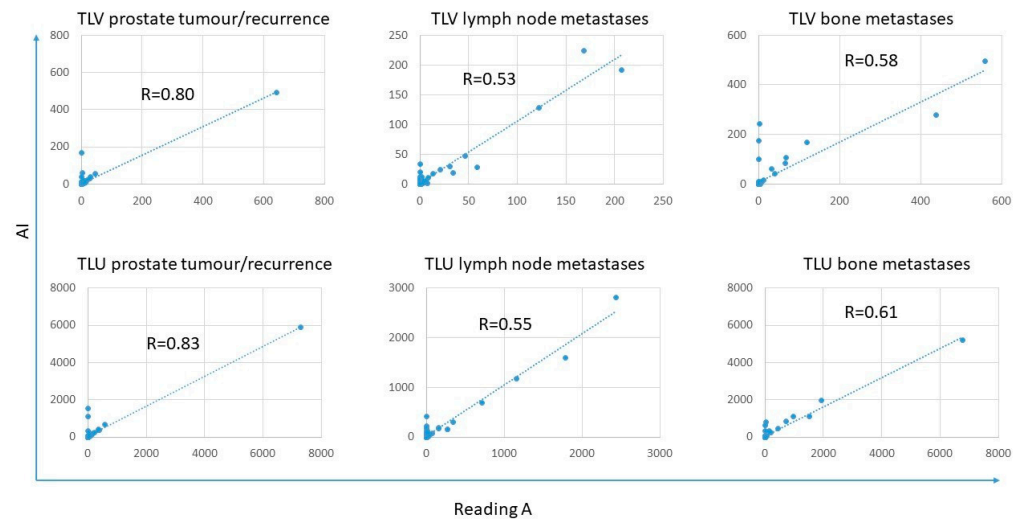 TLV prostate tumour/recurrence
800
600
400
200
0
0 200 400 600 800
R=0.80
TLV lymph node metastases
250
200
150
100
50
0
0 50 100 150 200 250
R=0.53
TLV bone metastases
600
400
200
0
0 200 400 600
R=0.58
AI
TLU prostate tumour/recurrence
8000
6000
4000
2000
0
0 2000 4000 6000 8000
R=0.83
TLU lymph node metastases
3000
2000
1000
0
0 1000 2000 3000
R=0.55
TLU bone metastases
8000
6000
4000
2000
0
0 2000 4000 6000 8000
R=0.61
Reading A